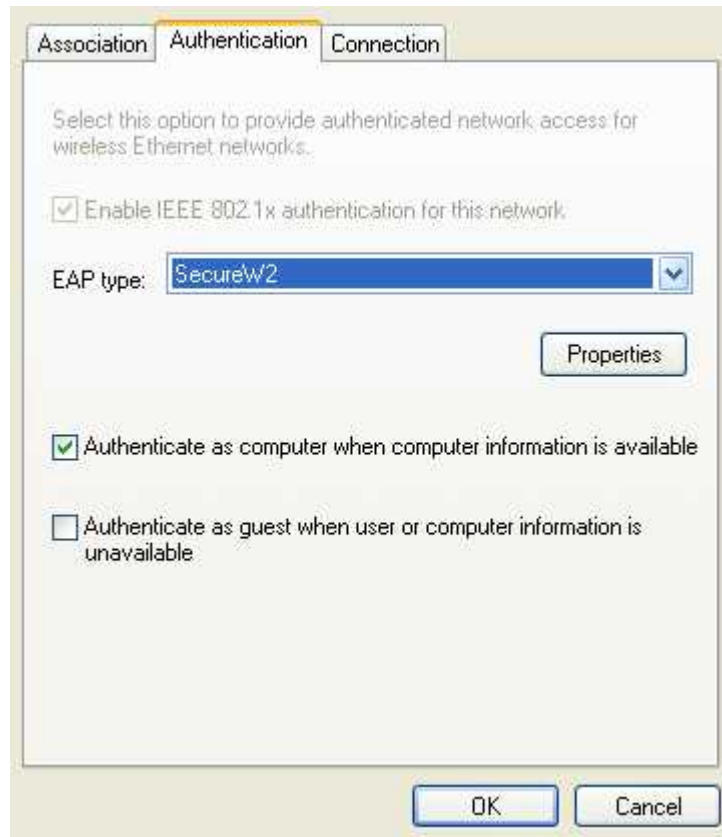 Association Authentication Connection
Select this option to provide authenticated network access for
wireless Ethernet networks.
Enable IEEE 802.1x authentication for this network
EAP type: SecureW2
Properties
Authenticate as computer when computer information is available
Authenticate as guest when user or computer information is
unavailable
OK Cancel